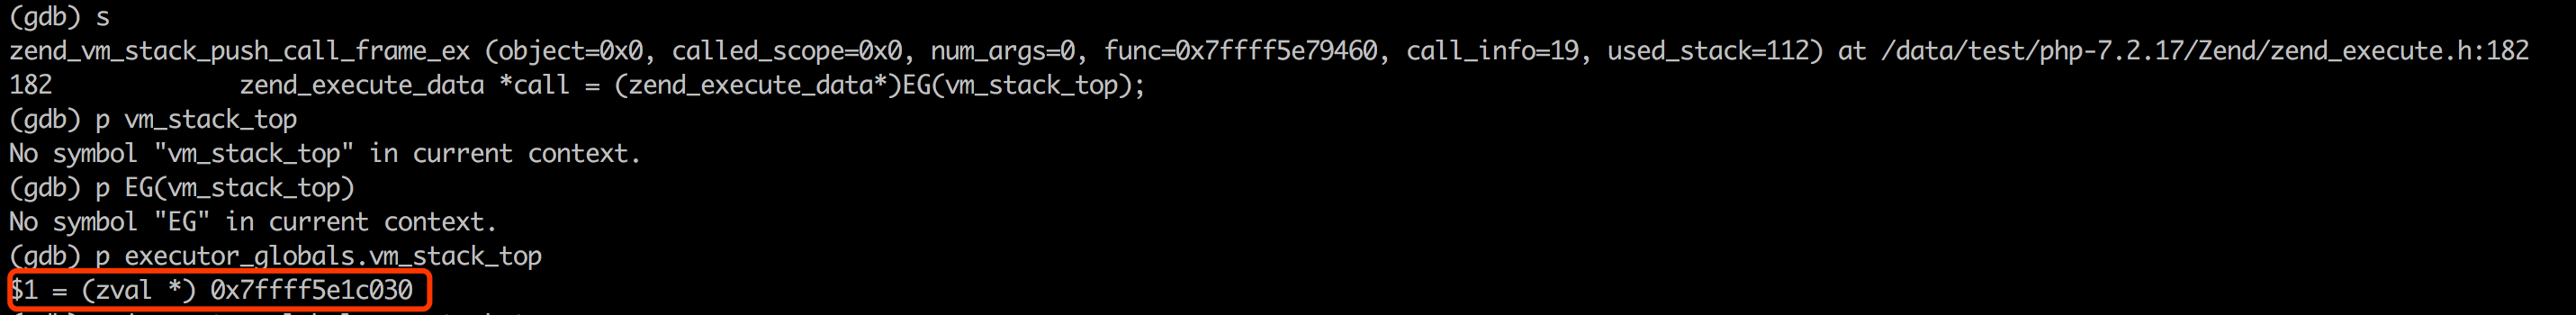 (gdb) s
zend_vm_stack_push_call_frame_ex (object=0x0, called_scope=0x0, num_args=0, func=0x7ffff5e79460, call_info=19, used_stack=112) at /data/test/php-7.2.17/Zend/zend_execute.h:182
182             zend_execute_data *call = (zend_execute_data*)EG(vm_stack_top);
(gdb) p vm_stack_top
No symbol "vm_stack_top" in current context.
(gdb) p EG(vm_stack_top)
No symbol "EG" in current context.
(gdb) p executor_globals.vm_stack_top
$1 = (zval *) 0x7ffff5e1c030